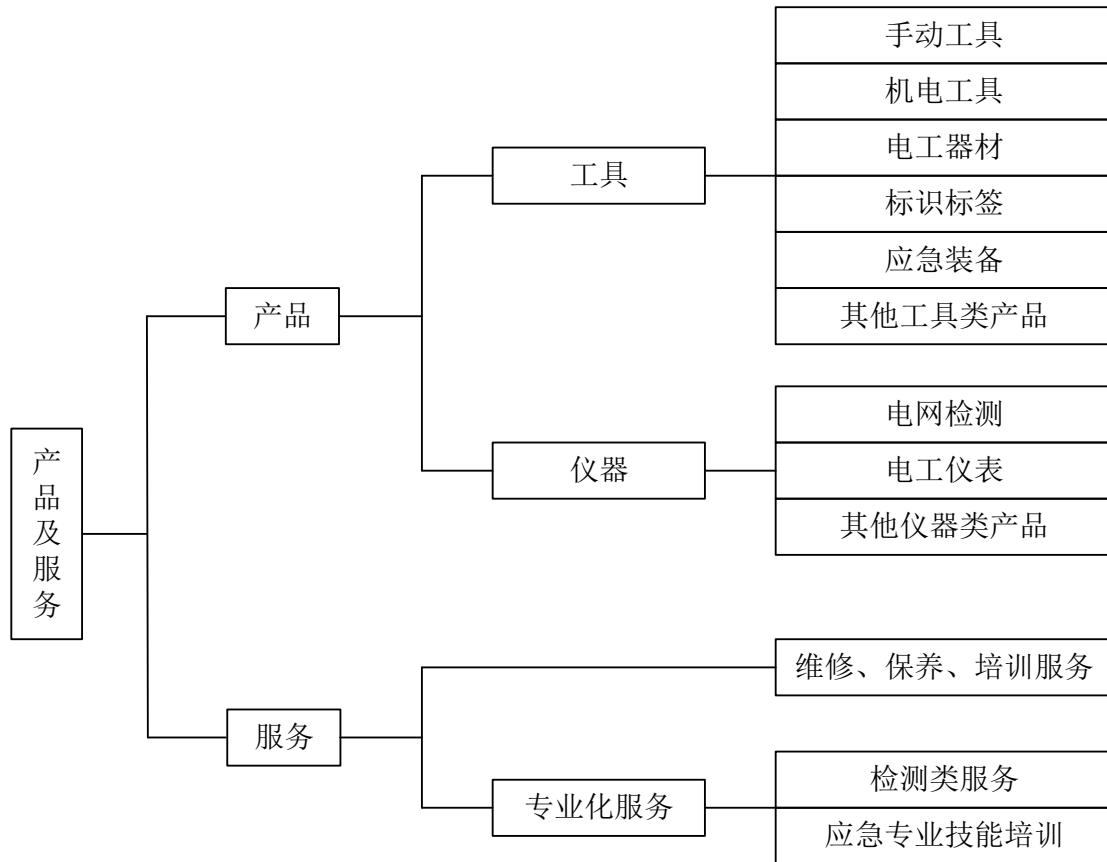 产品及服务
产品
工具
手动工具
机电工具
电工器材
标识标签
应急装备
其他工具类产品
仪器
电网检测
电工仪表
其他仪器类产品
服务
维修、保养、培训服务
专业化服务
检测类服务
应急专业技能培训